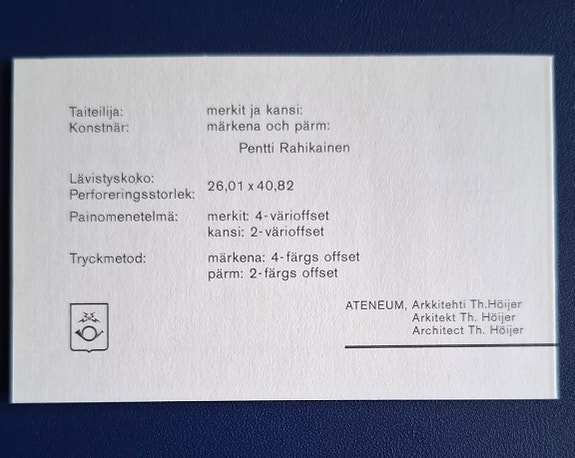 Taiteilija: merkit ja kansi:
Konstnär: märkena och pärm:
Pentti Rahikainen
Lävistyskoko:
Perforeringsstorlek: 26,01 x 40,82
Painomenetelmä: merkit: 4-värioffset
kansi: 2-värioffset
Tryckmetod: märkena: 4-färgs offset
pärm: 2-färgs offset
ATENEUM, Arkkitehti Th.Höijer
Arkitekt Th. Höijer
Architect Th. Höijer